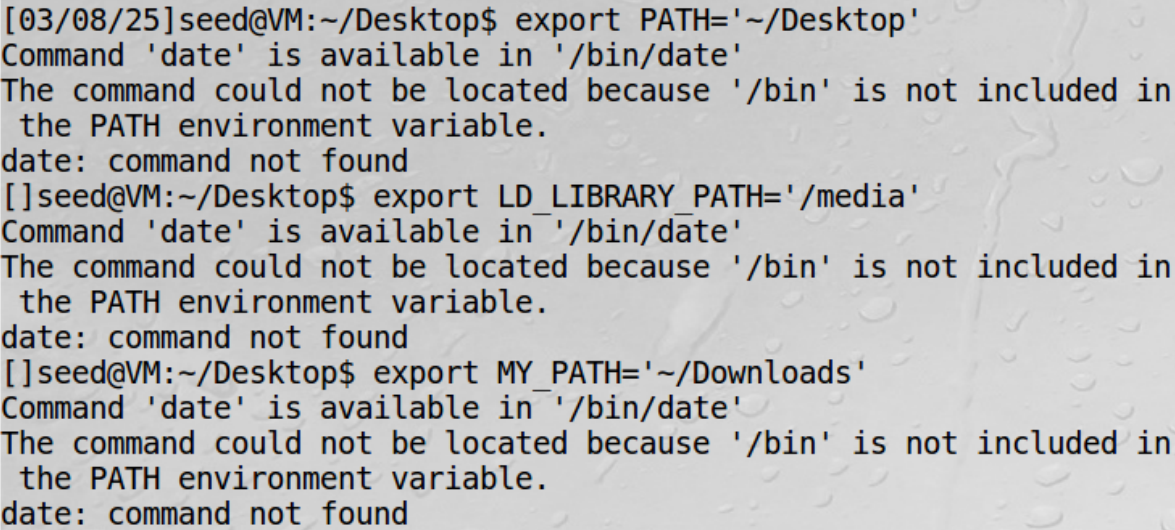 [03/08/25]seed@VM:~/Desktop$ export PATH='~/Desktop'
Command 'date' is available in '/bin/date'
The command could not be located because '/bin' is not included in
 the PATH environment variable.
date: command not found
[]seed@VM:~/Desktop$ export LD_LIBRARY_PATH='/media'
Command 'date' is available in '/bin/date'
The command could not be located because '/bin' is not included in
 the PATH environment variable.
date: command not found
[]seed@VM:~/Desktop$ export MY_PATH='~/Downloads'
Command 'date' is available in '/bin/date'
The command could not be located because '/bin' is not included in
 the PATH environment variable.
date: command not found